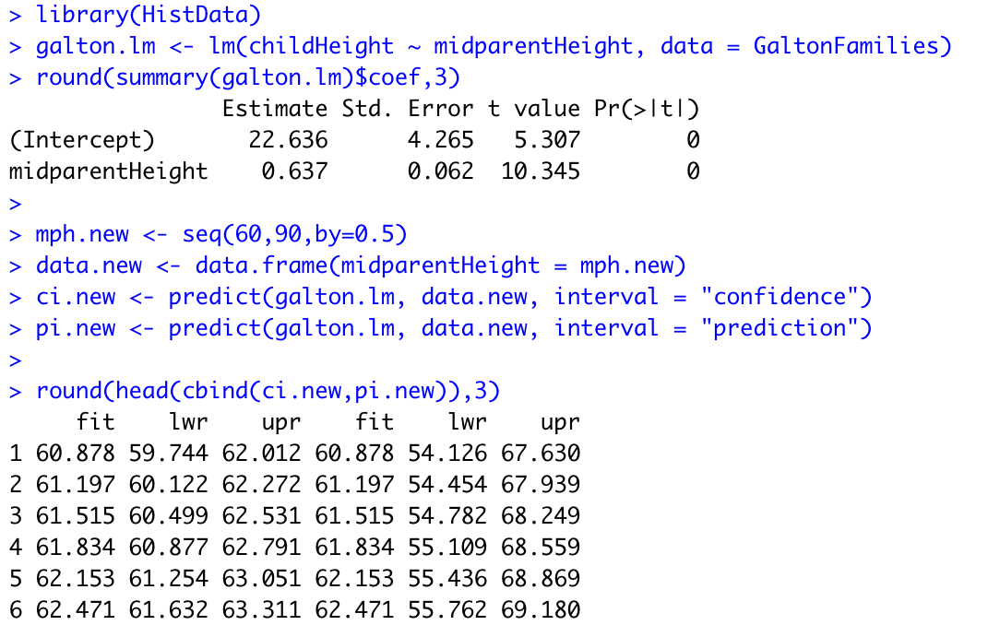 > library(HistData)
> galton.lm <- lm(childHeight ~ midparentHeight, data = GaltonFamilies)
> round(summary(galton.lm)$coef,3)
                Estimate Std. Error t value Pr(>|t|)
(Intercept)       22.636      4.265   5.307        0
midparentHeight    0.637      0.062  10.345        0
>
> mph.new <- seq(60,90,by=0.5)
> data.new <- data.frame(midparentHeight = mph.new)
> ci.new <- predict(galton.lm, data.new, interval = "confidence")
> pi.new <- predict(galton.lm, data.new, interval = "prediction")
>
> round(head(cbind(ci.new,pi.new)),3)
     fit    lwr    upr    fit    lwr    upr
1 60.878 59.744 62.012 60.878 54.126 67.630
2 61.197 60.122 62.272 61.197 54.454 67.939
3 61.515 60.499 62.531 61.515 54.782 68.249
4 61.834 60.877 62.791 61.834 55.109 68.559
5 62.153 61.254 63.051 62.153 55.436 68.869
6 62.471 61.632 63.311 62.471 55.762 69.180